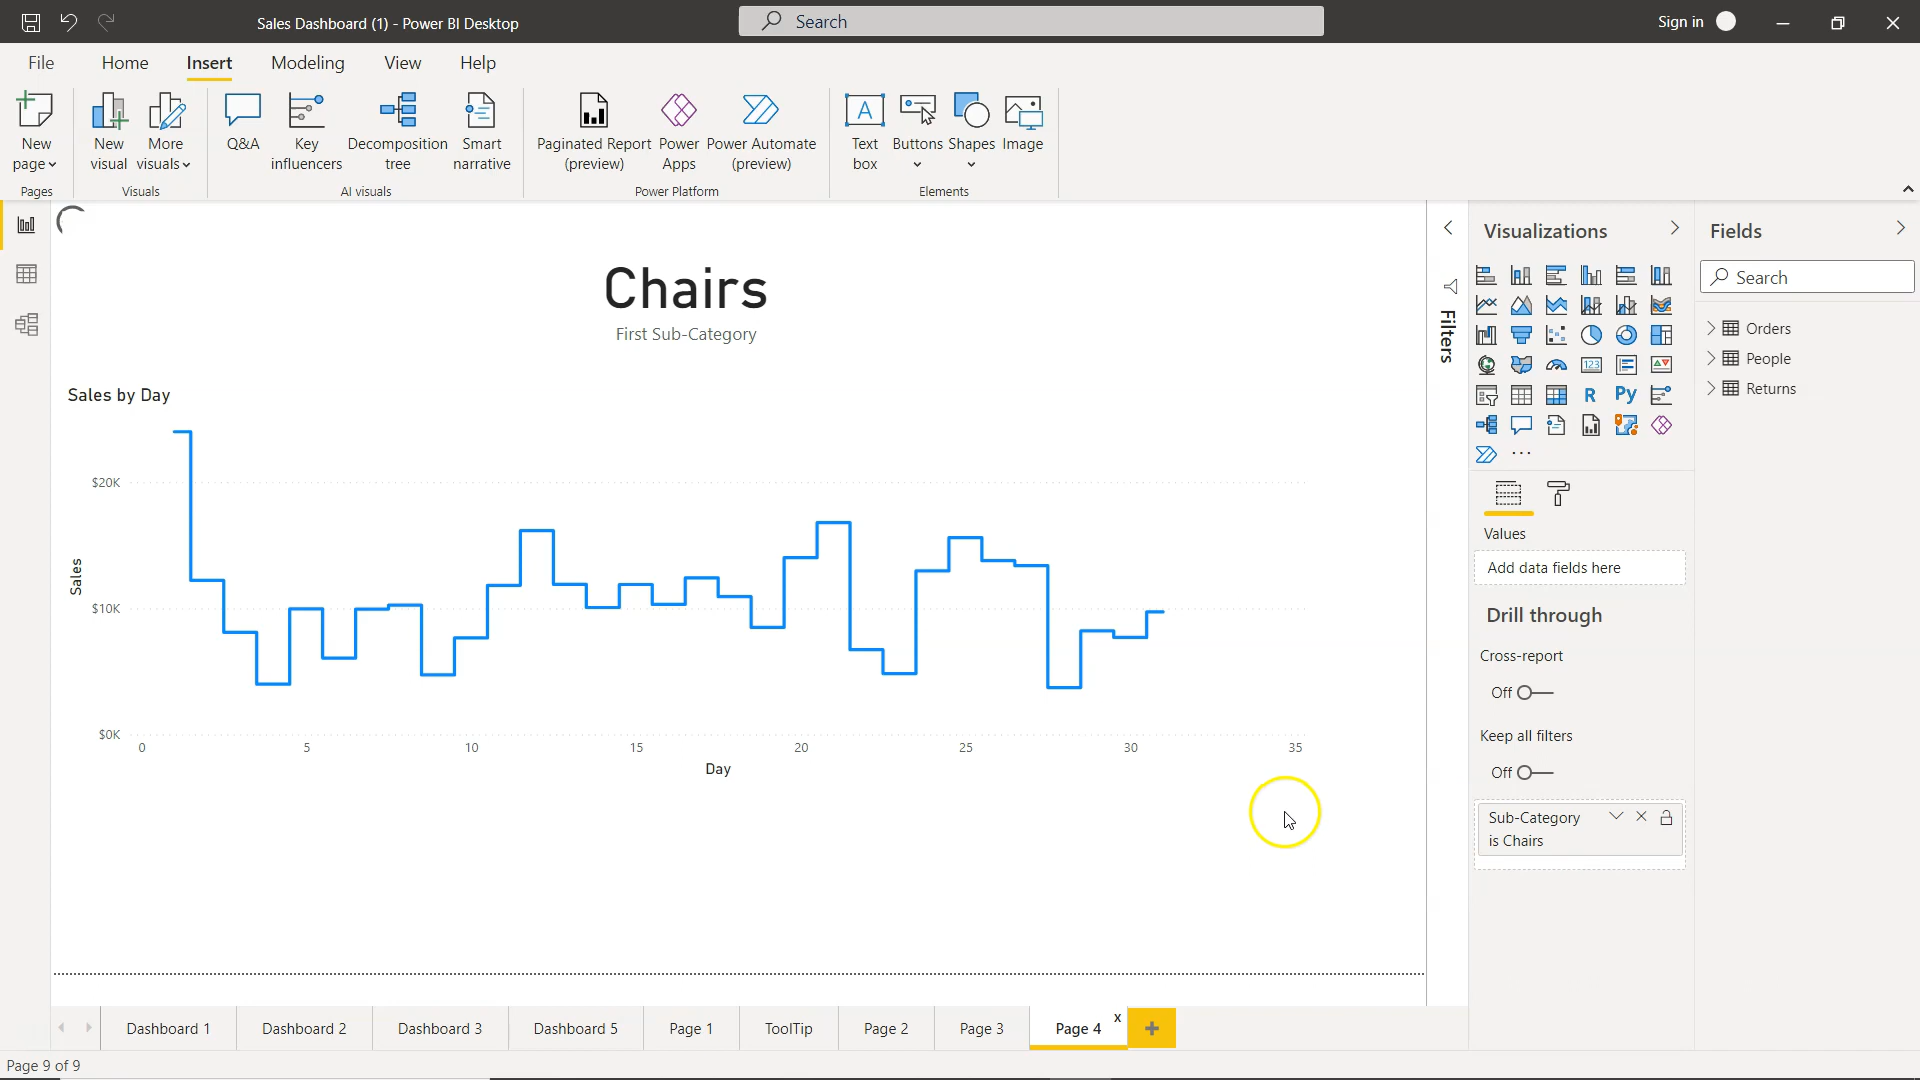 Sales Dashboard (1) - Power BI Desktop
Search
Sign in
File
Home
Insert
Modeling
View
Help
New
page
New
visual
More
visuals
Q&A
Key
influencers
Decomposition
tree
Smart
narrative
Paginated Report
(preview)
Power
Apps
Power Automate
(preview)
A
Text
box
Buttons
Shapes
Image
Pages
Visuals
AI visuals
Power Platform
Elements
Chairs
First Sub-Category
Sales by Day
$20K
$10K
$0K
Sales
0
5
10
15
20
25
30
35
Day
Filters
Visualizations
123
R
Py
Values
Add data fields here
Drill through
Cross-report
Off
Keep all filters
Off
Sub-Category
is Chairs
Fields
Search
Orders
People
Returns
Dashboard 1
Dashboard 2
Dashboard 3
Dashboard 5
Page 1
ToolTip
Page 2
Page 3
Page 4
x
Page 9 of 9